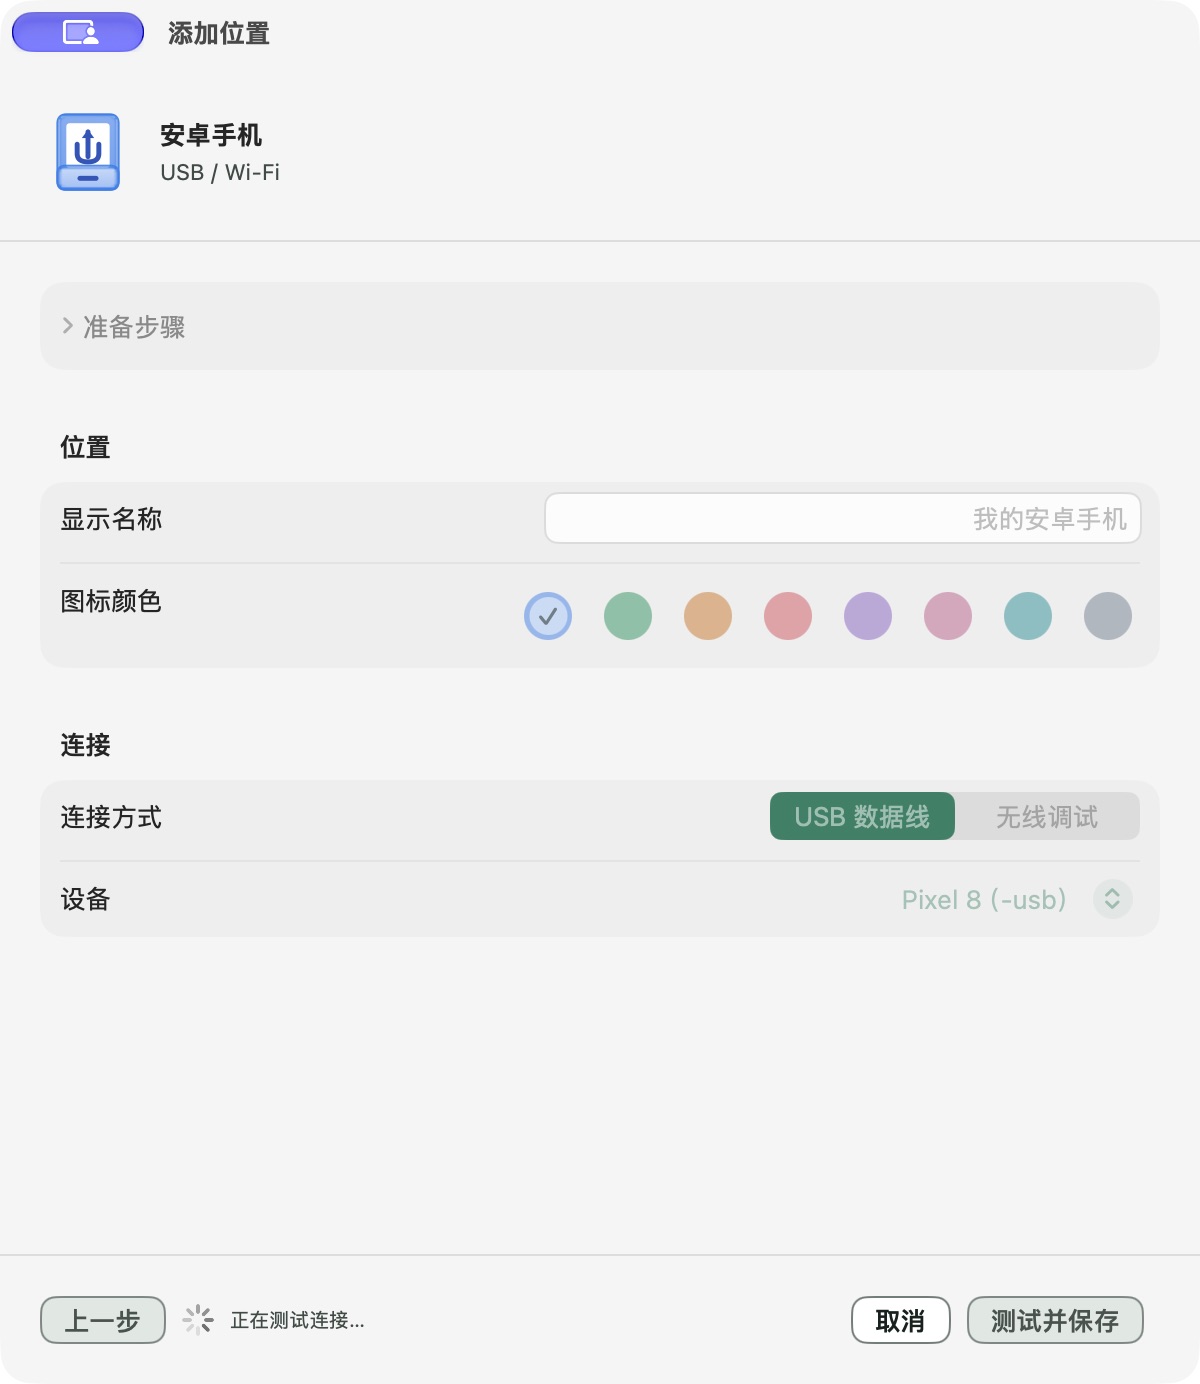 添加位置
安卓手机
USB / Wi-Fi
准备步骤
位置
显示名称
我的安卓手机
图标颜色
连接
连接方式
USB 数据线
无线调试
设备
Pixel 8 (-usb)
上一步
正在测试连接...
取消
测试并保存